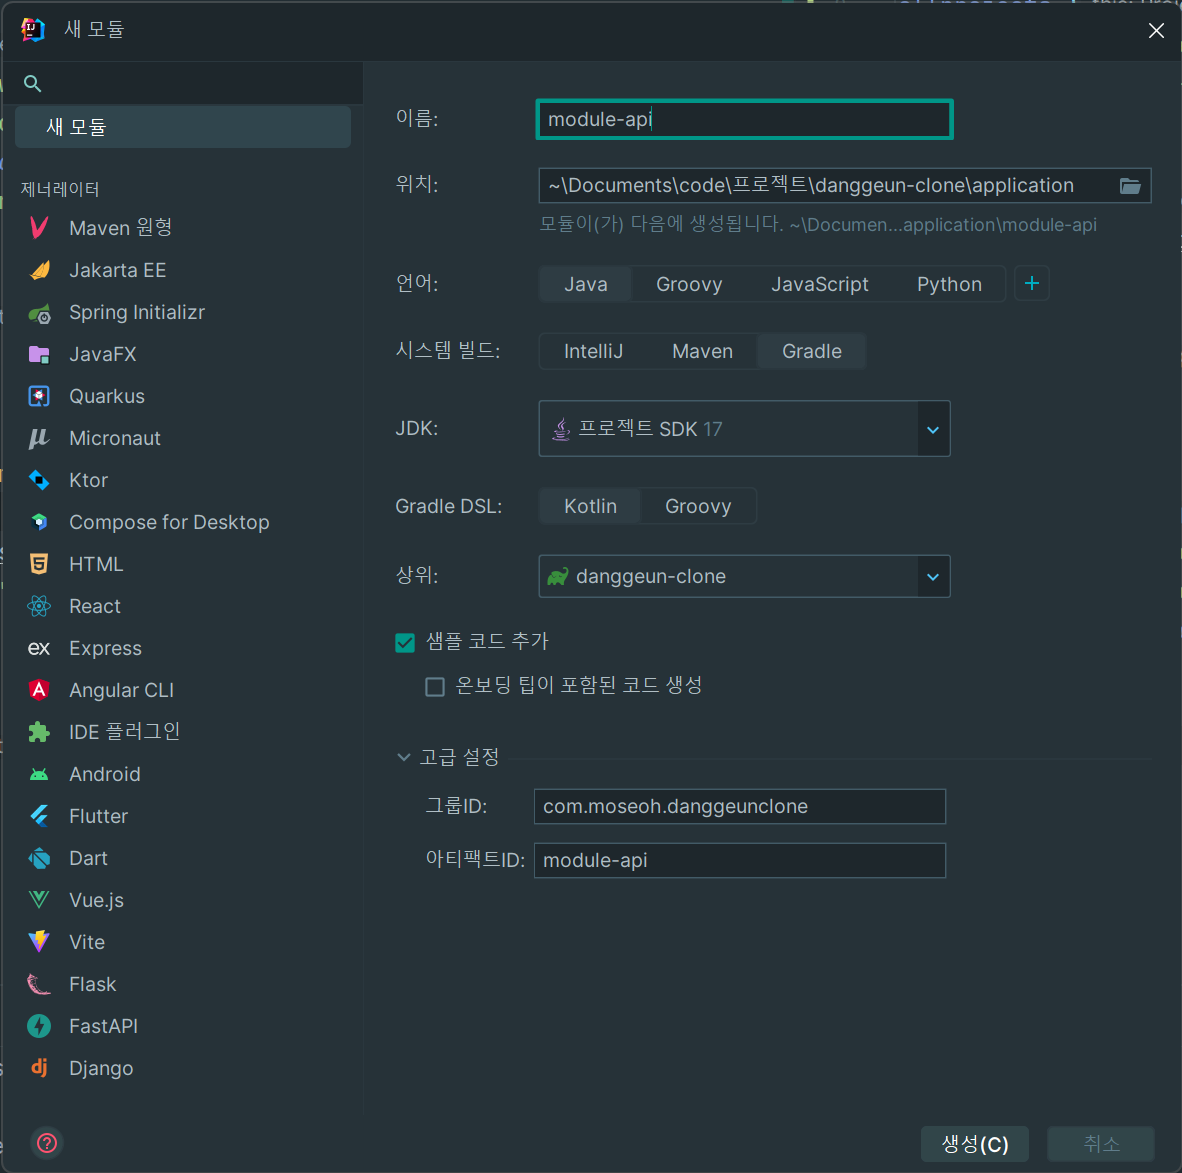 새 모듈
새 모듈
제너레이터
Maven 원형
Jakarta EE
Spring Initializr
JavaFX
Quarkus
Micronaut
Ktor
Compose for Desktop
HTML
React
Express
Angular CLI
IDE 플러그인
Android
Flutter
Dart
Vue.js
Vite
Flask
FastAPI
Django
이름: module-api
위치: ~\Documents\code\프로젝트\danggeun-clone\application
모듈이(가) 다음에 생성됩니다. ~\Documen...application\module-api
언어: Java Groovy JavaScript Python
시스템 빌드: IntelliJ Maven Gradle
JDK: 프로젝트 SDK 17
Gradle DSL: Kotlin Groovy
상위: danggeun-clone
샘플 코드 추가
온보딩 팁이 포함된 코드 생성
고급 설정
그룹ID: com.moseoh.danggeunclone
아티팩트ID: module-api
생성(C) 취소